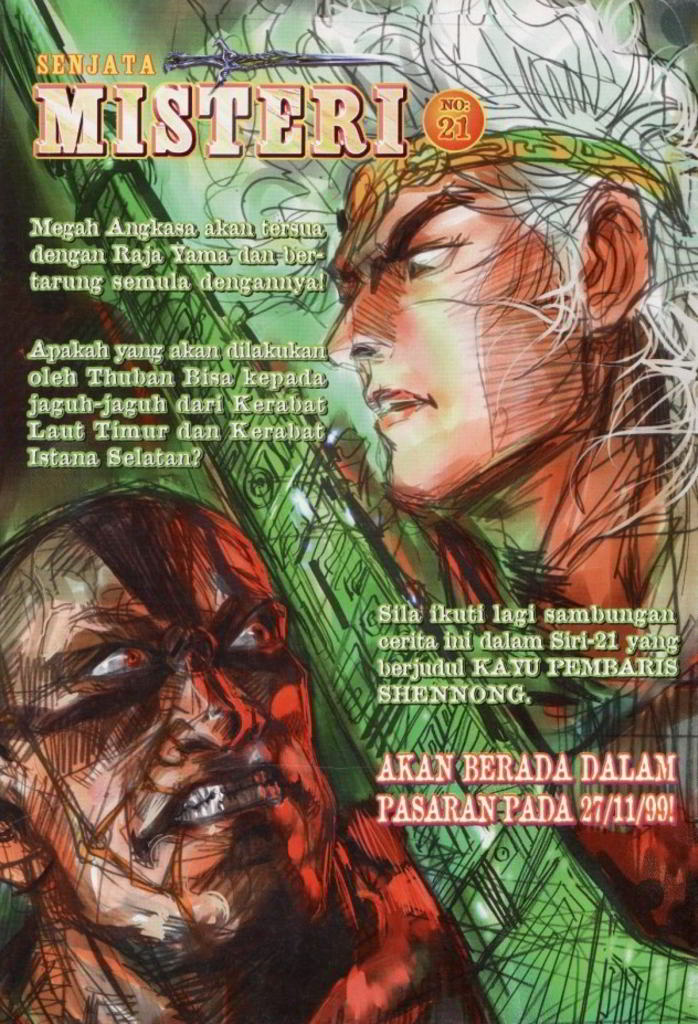 SENJATA
MISTERI
NO:
21
Megah Angkasa akan tersua
dengan Raja Yama dan ber-
tarung semula dengannya!
Apakah yang akan dilakukan
oleh Thuban Bisa kepada
jaguh-jaguh dari Kerabat
Laut Timur dan Kerabat
Istana Selatan?
Sila ikuti lagi sambungan
cerita ini dalam Siri-21 yang
berjudul KAYU PEMBARIS
SHENNONG.
AKAN BERADA DALAM
PASARAN PADA 27/11/99!